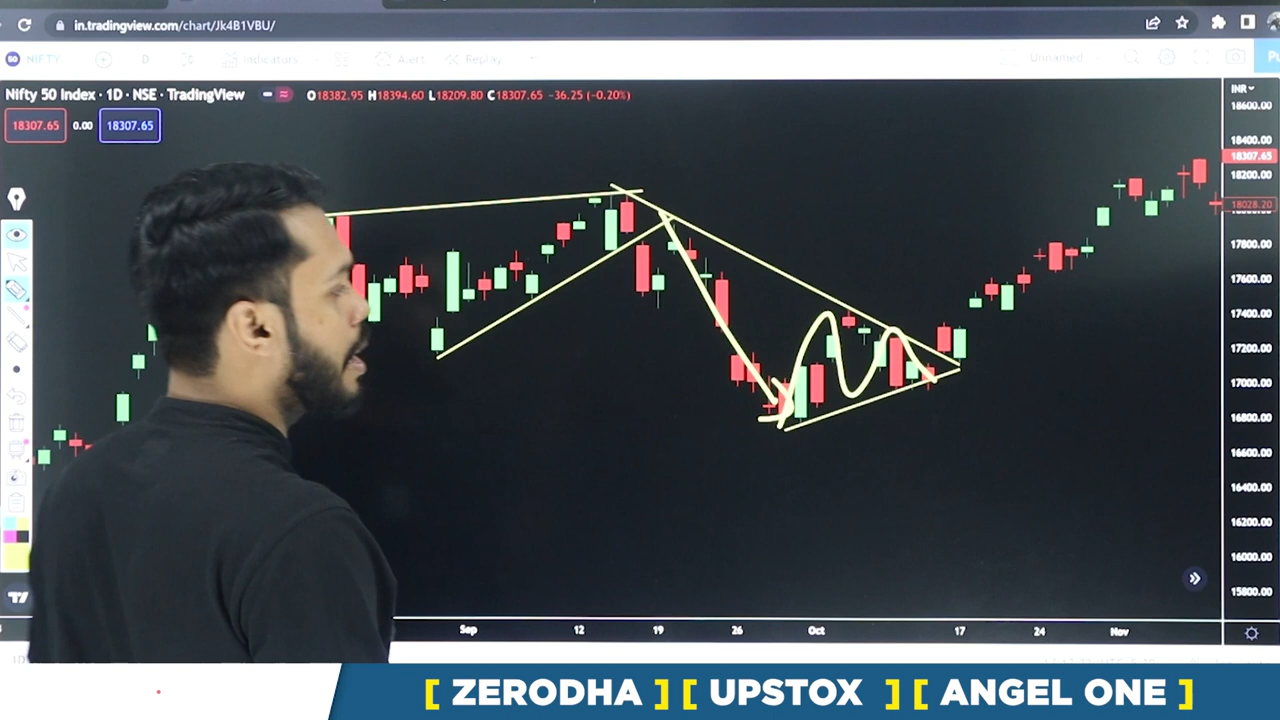 in.tradingview.com/chart/Jk4B1VBU/
NIFTY D Indicators Alert Replay Unnamed
Nifty 50 Index · 1D · NSE · TradingView O18382.95 H18394.60 L18209.80 C18307.65 −36.25 (−0.20%)
INR
18307.65 0.00 18307.65
18600.00
18400.00
18307.65
18200.00
18028.20
17800.00
17600.00
17400.00
17200.00
17000.00
16800.00
16600.00
16400.00
16200.00
16000.00
15800.00
Sep 12 19 26 Oct 17 24 Nov
[ ZERODHA ] [ UPSTOX ] [ ANGEL ONE ]